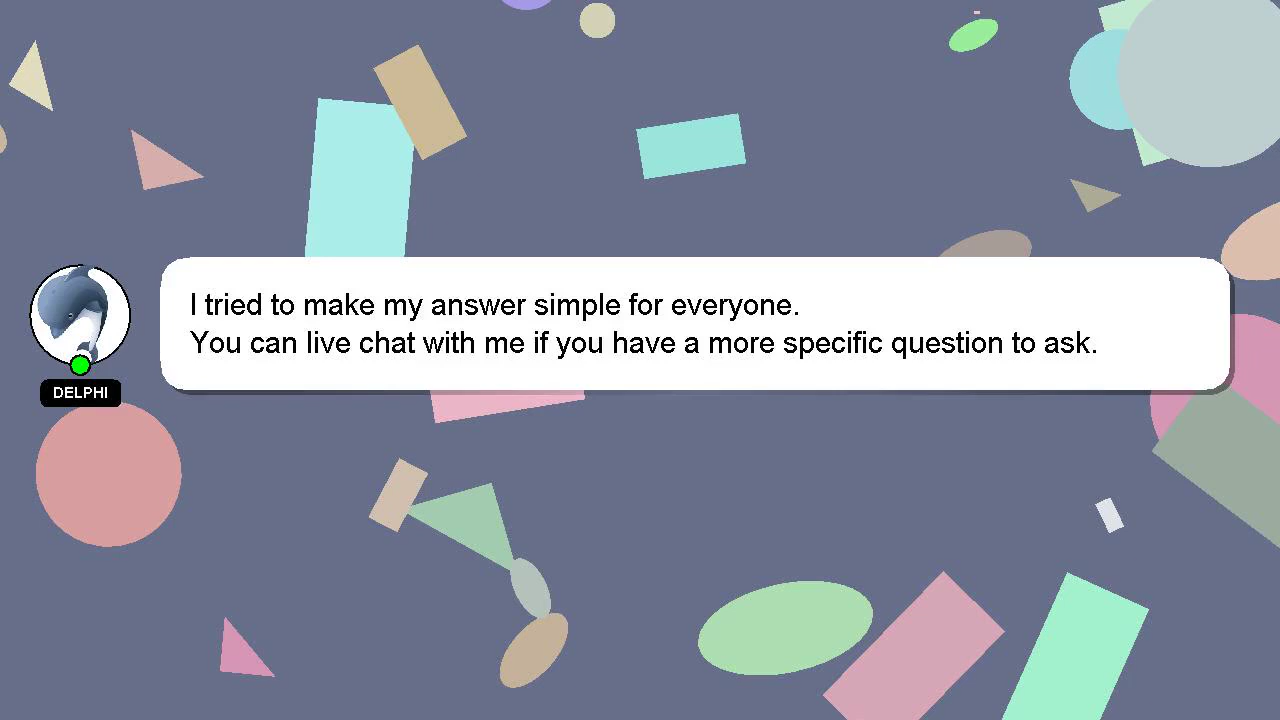 I tried to make my answer simple for everyone.
You can live chat with me if you have a more specific question to ask.
DELPHI